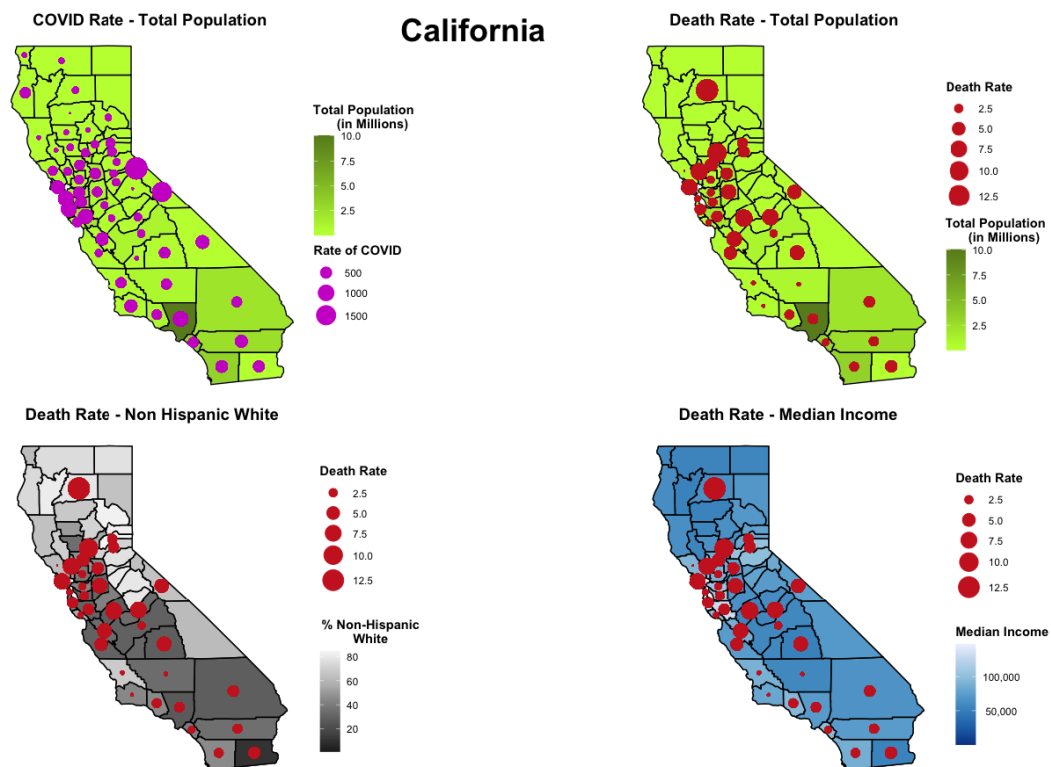 California
COVID Rate - Total Population
Total Population
(in Millions)
10.0
7.5
5.0
2.5
Rate of COVID
500
1000
1500
Death Rate - Total Population
Death Rate
2.5
5.0
7.5
10.0
12.5
Total Population
(in Millions)
10.0
7.5
5.0
2.5
Death Rate - Non Hispanic White
Death Rate
2.5
5.0
7.5
10.0
12.5
% Non-Hispanic
White
80
60
40
20
Death Rate - Median Income
Death Rate
2.5
5.0
7.5
10.0
12.5
Median Income
100,000
50,000